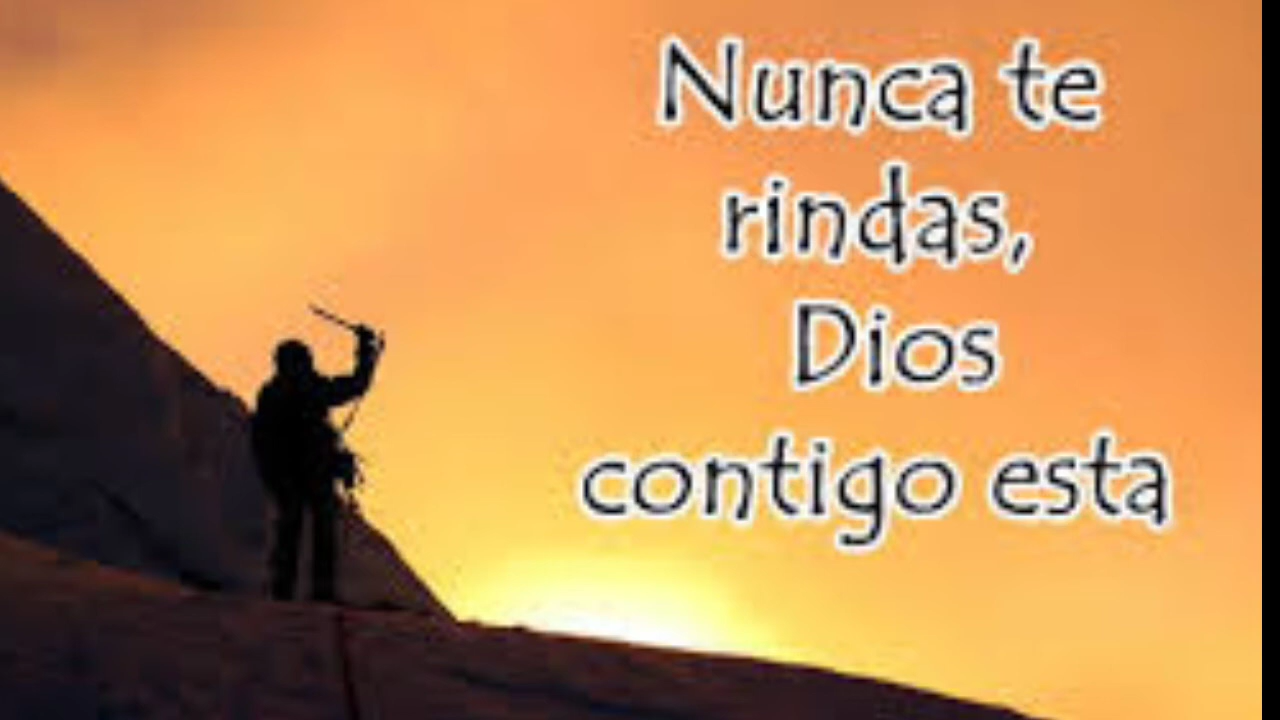 Nunca te
rindas,
Dios
contigo esta